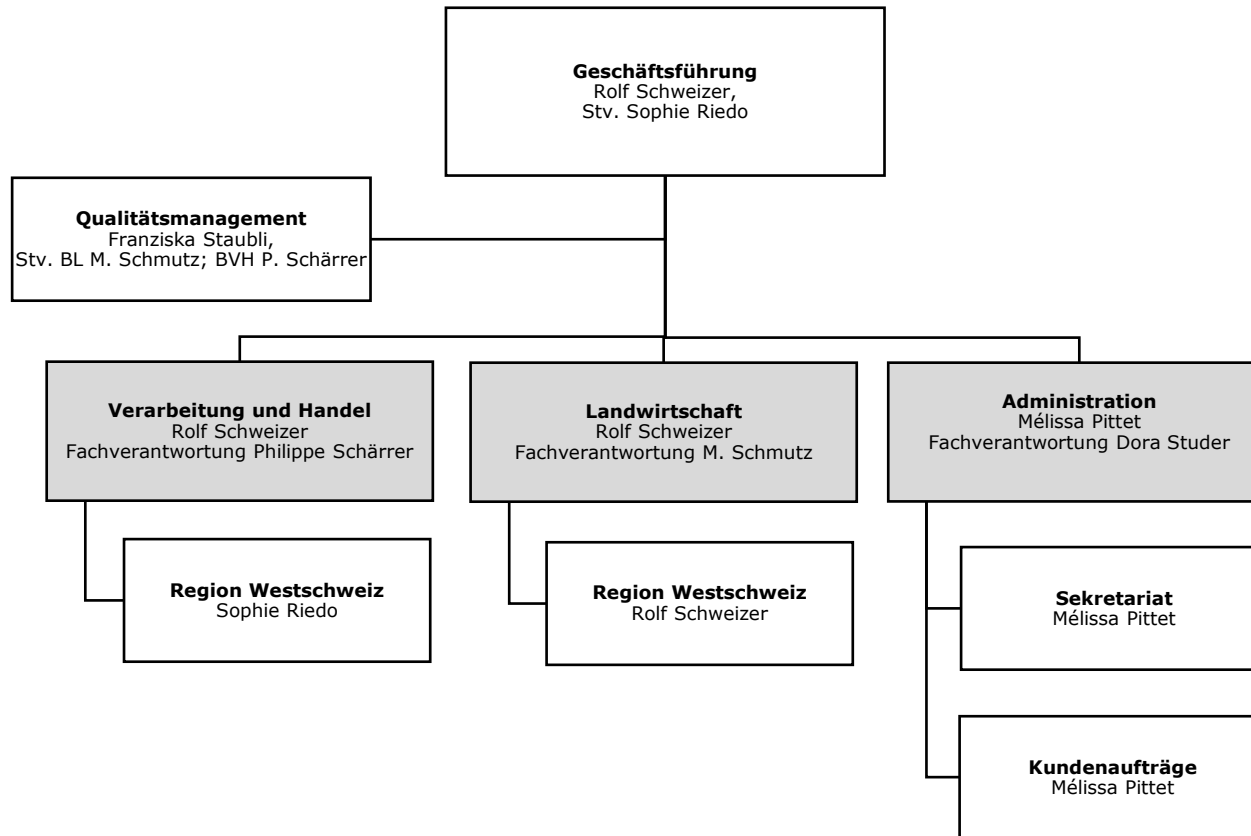 Geschäftsführung
Rolf Schweizer,
Stv. Sophie Riedo
Qualitätsmanagement
Franziska Staubli,
Stv. BL M. Schmutz; BVH P. Schärrer
Verarbeitung und Handel
Rolf Schweizer
Fachverantwortung Philippe Schärrer
Landwirtschaft
Rolf Schweizer
Fachverantwortung M. Schmutz
Administration
Mélissa Pittet
Fachverantwortung Dora Studer
Region Westschweiz
Sophie Riedo
Region Westschweiz
Rolf Schweizer
Sekretariat
Mélissa Pittet
Kundenaufträge
Mélissa Pittet